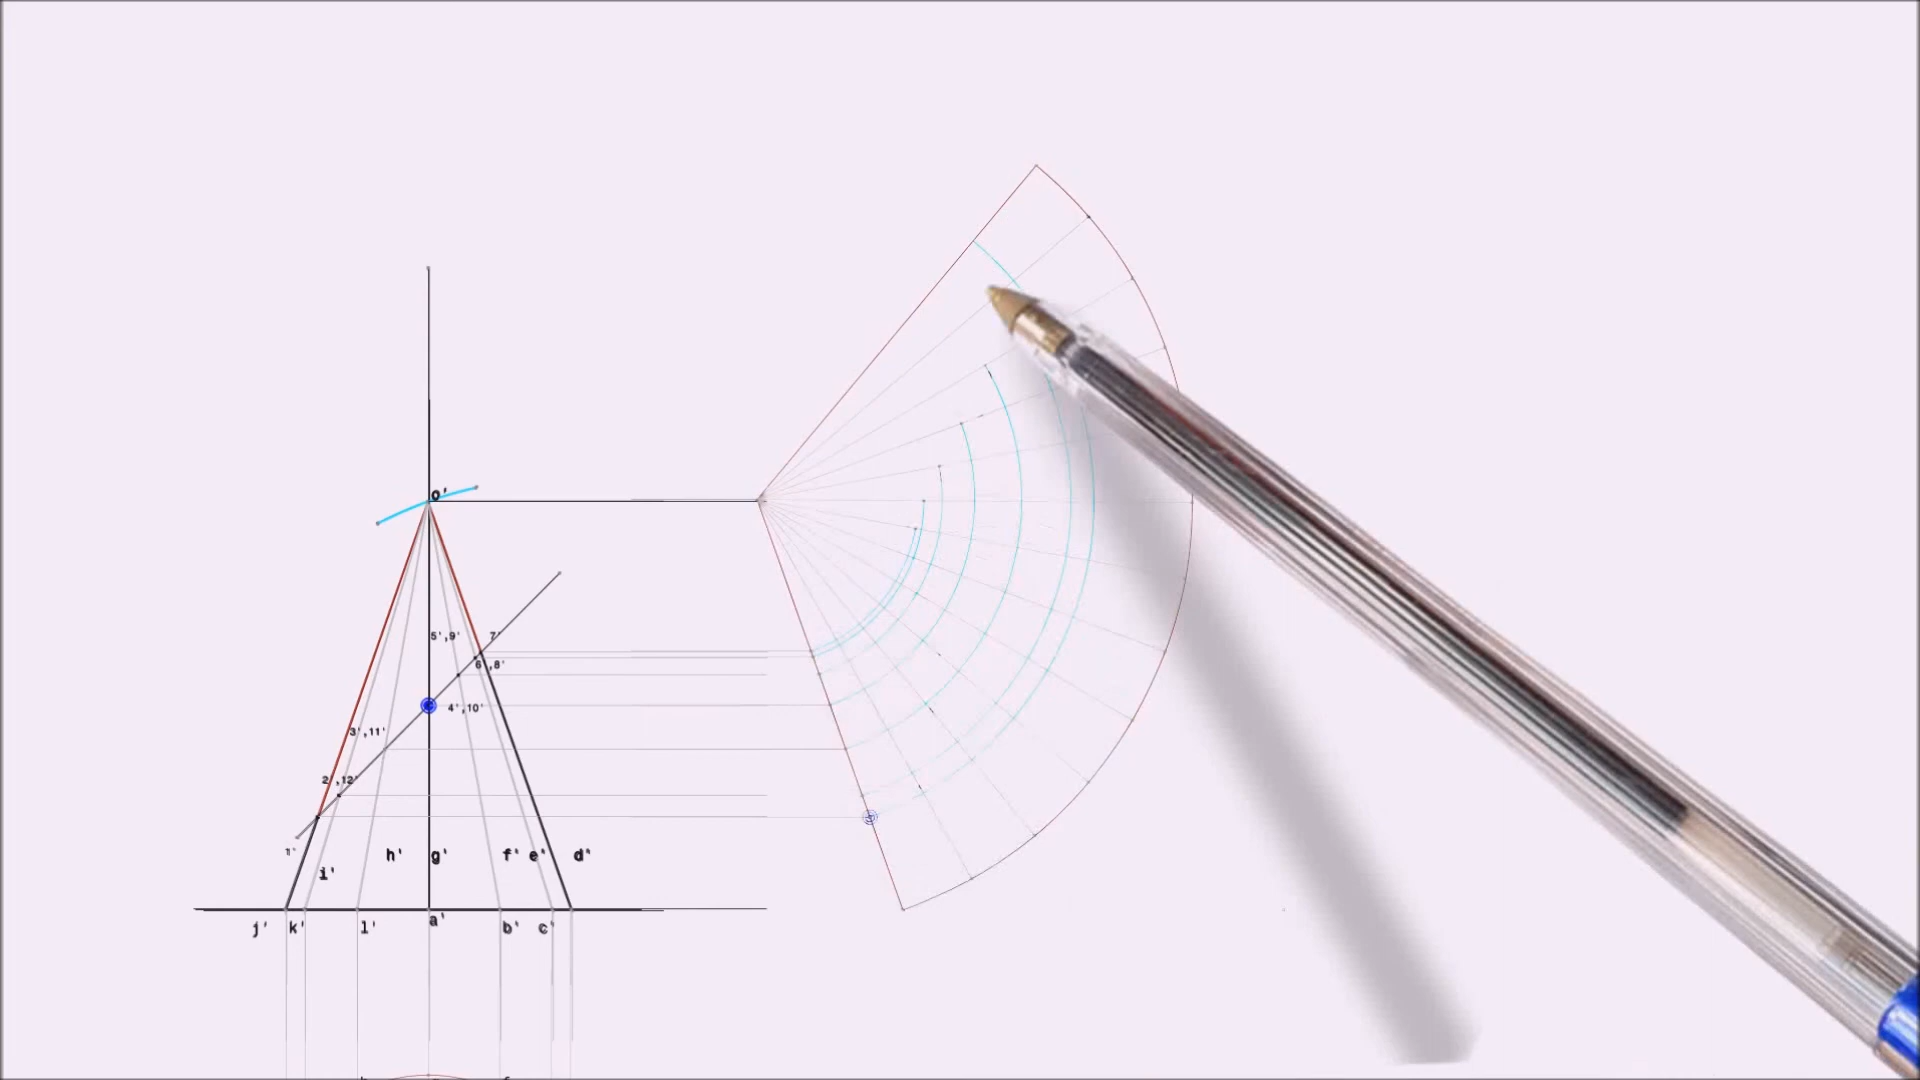 o'
5',9' 7'
6',8'
4',10'
3',11'
2',12'
1' h' g' f' e' d'
i'
j' k' l' a' b' c'